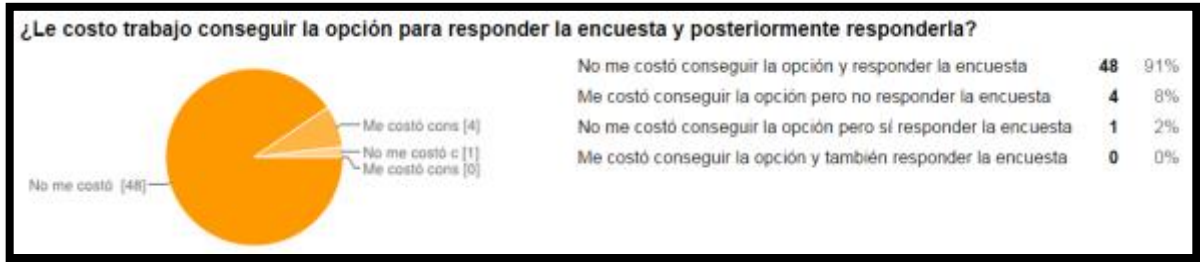 ¿Le costo trabajo conseguir la opción para responder la encuesta y posteriormente responderla?
No me costó conseguir la opción y responder la encuesta 48 91%
Me costó conseguir la opción pero no responder la encuesta 4 8%
No me costó conseguir la opción pero sí responder la encuesta 1 2%
Me costó conseguir la opción y también responder la encuesta 0 0%
Me costó cons [4]
No me costó c [1]
Me costó cons [0]
No me costó [48]